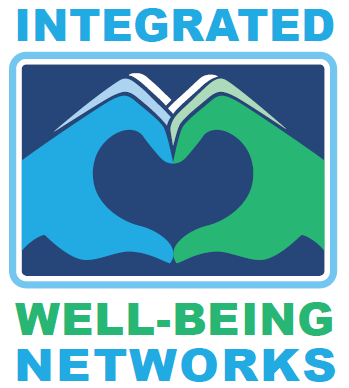 INTEGRATED
WELL-BEING
NETWORKS